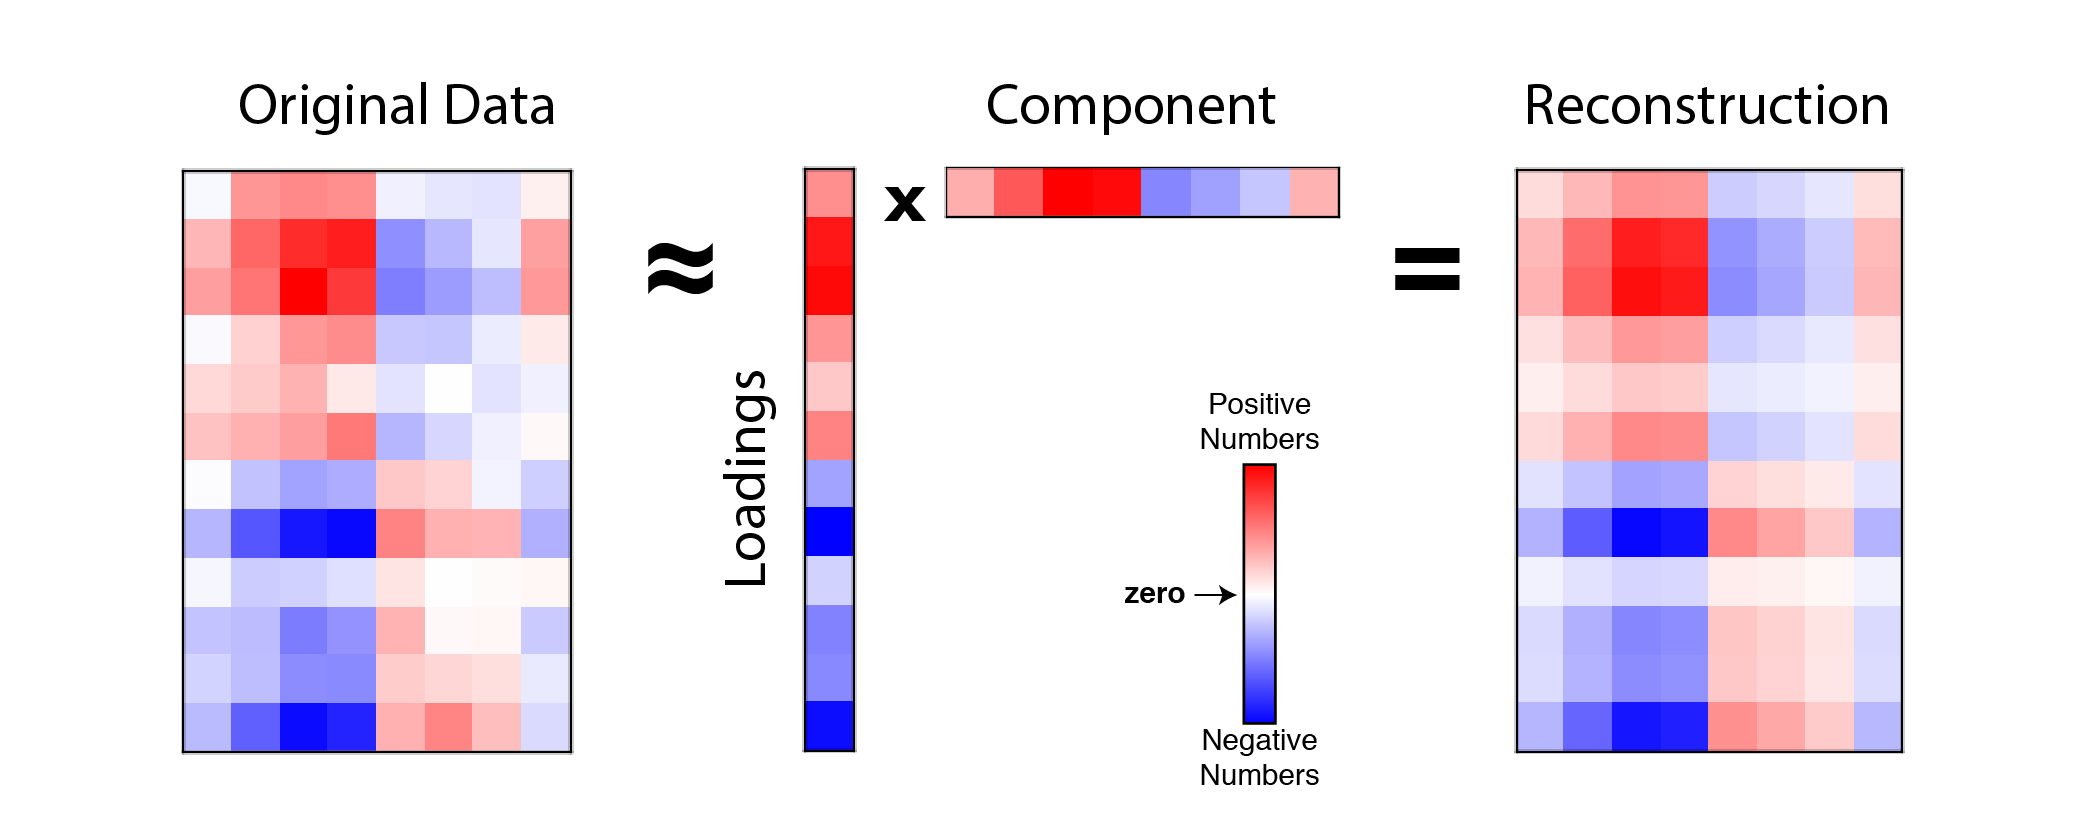 Original Data
≈
Loadings
x
Component
=
Reconstruction
Positive
Numbers
zero
Negative
Numbers